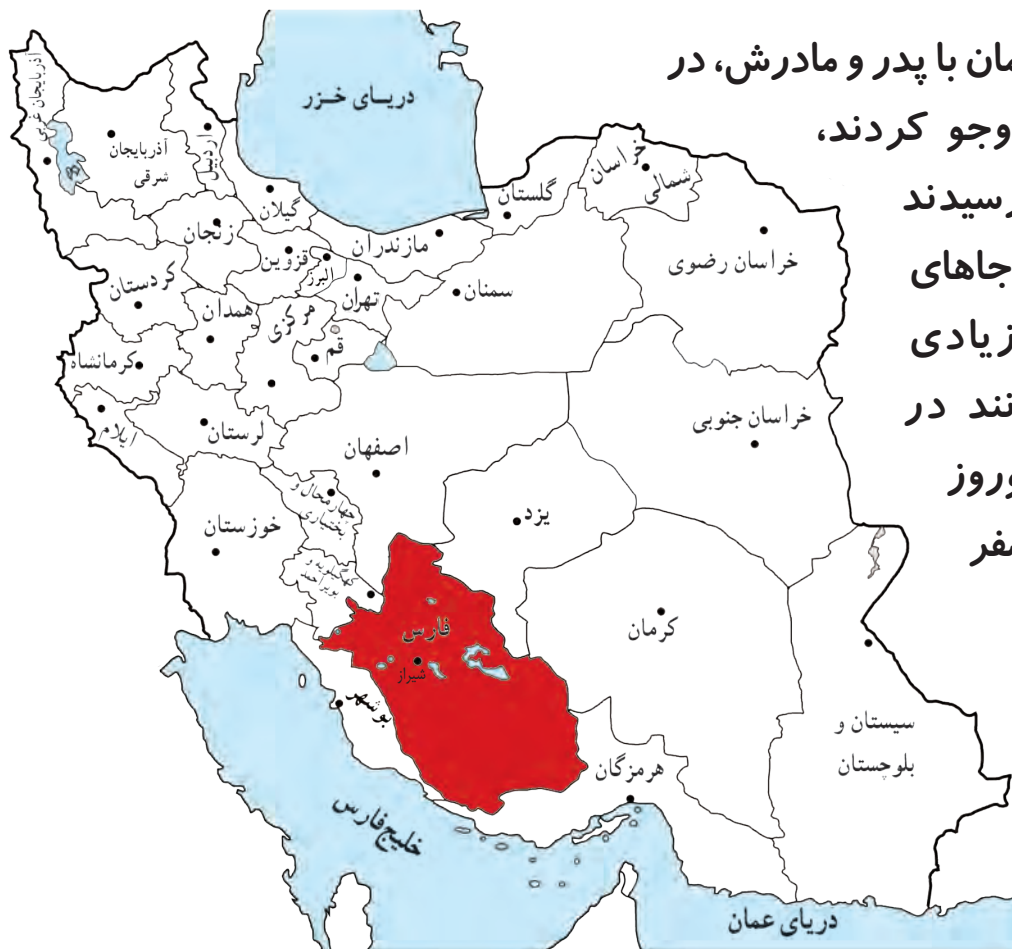 مان با پدر و مادرش، در
وجو کردند،
رسیدند
جاهای
زیادی
نند در
وروز
سفر
دریـای خـزر
آذربایجان غربی
آذربایجان
شرقی
اردبیل
گیلان
زنجان
قزوین
البرز
مازندران
گلستان
خراسان
شمالی
خراسان رضوی
سمنان
تهران
کردستان
همدان
مرکزی
قم
کرمانشاه
ایلام
لرستان
اصفهان
خراسان جنوبی
چهارمحال و
بختیاری
یزد
خوزستان
کهگیلویه و
بویراحمد
فارس
شیراز
کرمان
بوشهر
سیستان و
بلوچستان
هرمزگان
خلیج فارس
دریای عمان